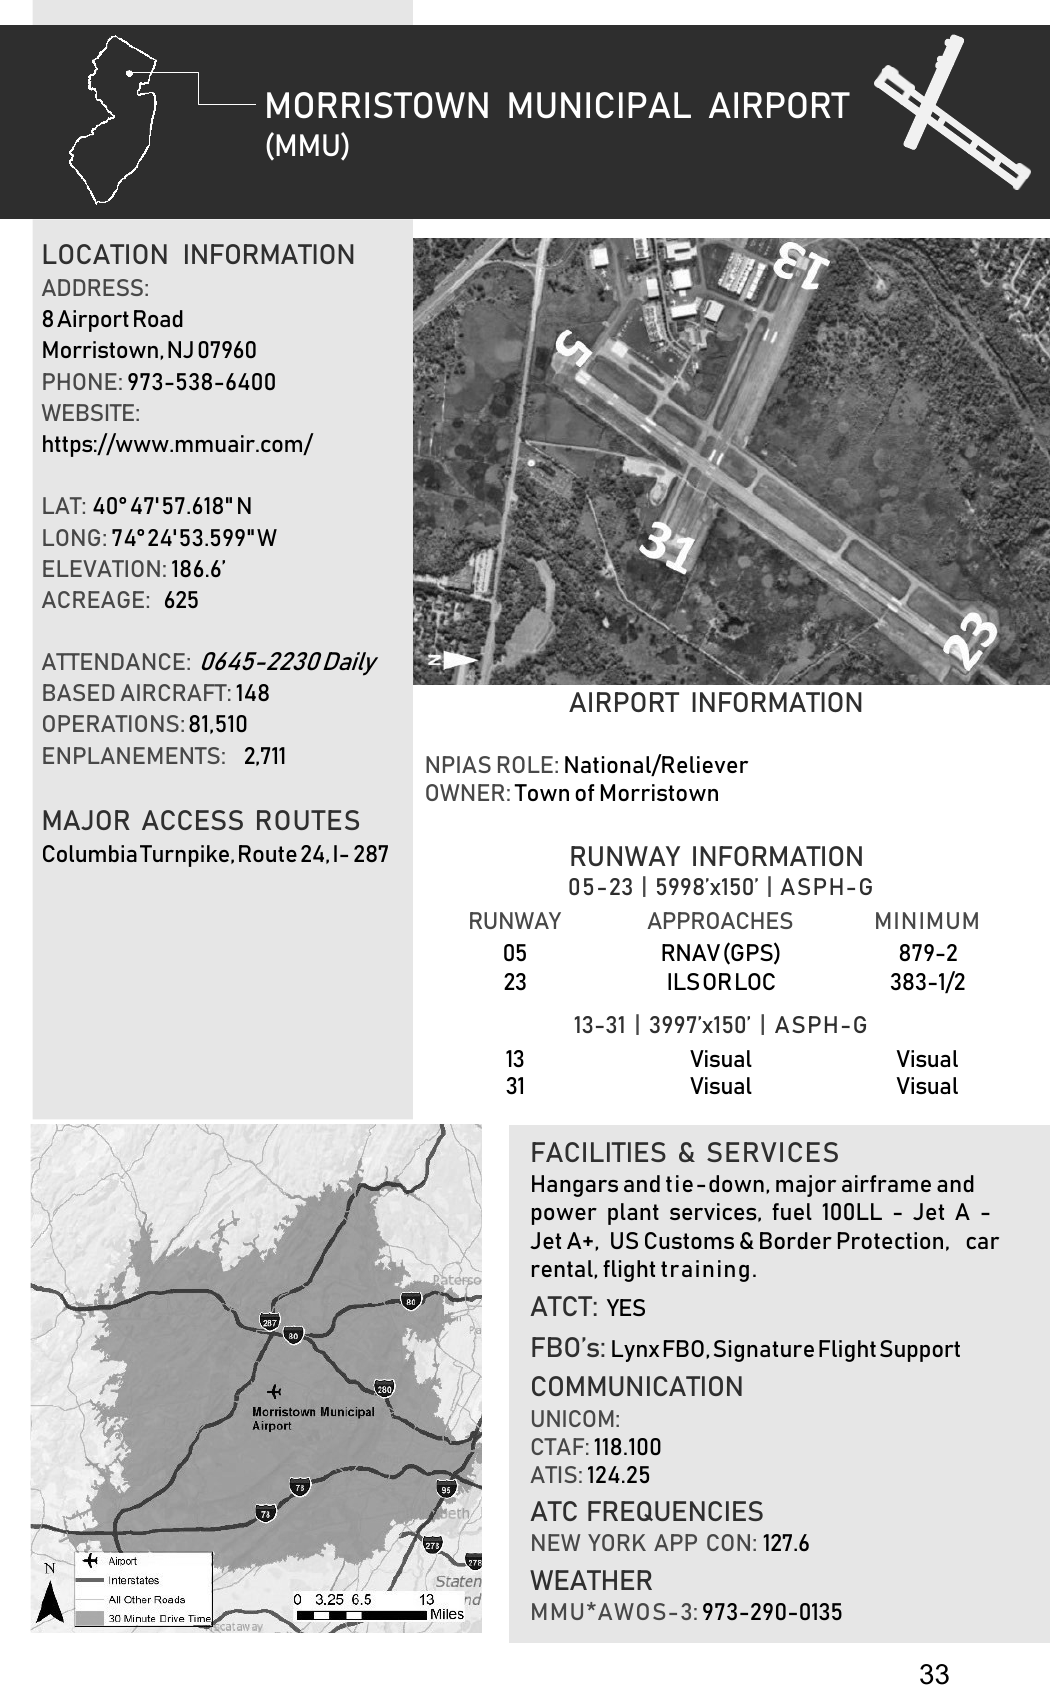 MORRISTOWN MUNICIPAL AIRPORT
(MMU)
LOCATION INFORMATION
ADDRESS:
8 Airport Road
Morristown, NJ 07960
PHONE: 973-538-6400
WEBSITE:
https://www.mmuair.com/
LAT: 40° 47' 57.618" N
LONG: 74° 24' 53.599" W
ELEVATION: 186.6’
ACREAGE: 625
ATTENDANCE: 0645-2230 Daily
BASED AIRCRAFT: 148
OPERATIONS: 81,510
ENPLANEMENTS: 2,711
MAJOR ACCESS ROUTES
Columbia Turnpike, Route 24, I- 287
13
5
31
23
N
AIRPORT INFORMATION
NPIAS ROLE: National/Reliever
OWNER: Town of Morristown
RUNWAY INFORMATION
05-23 | 5998’x150’ | ASPH-G
RUNWAY APPROACHES MINIMUM
05 RNAV (GPS) 879-2
23 ILS OR LOC 383-1/2
13-31 | 3997’x150’ | ASPH-G
13 Visual Visual
31 Visual Visual
Paterso
80
287
80
280
Morristown Municipal
Airport
78
95
78
eth
278
278
Staten
nd
N
Airport
Interstates
All Other Roads
30 Minute Drive Time
0 3.25 6.5 13
Miles
cataway
FACILITIES & SERVICES
Hangars and tie-down, major airframe and
power plant services, fuel 100LL - Jet A -
Jet A+, US Customs & Border Protection, car
rental, flight training.
ATCT: YES
FBO’s: Lynx FBO, Signature Flight Support
COMMUNICATION
UNICOM:
CTAF: 118.100
ATIS: 124.25
ATC FREQUENCIES
NEW YORK APP CON: 127.6
WEATHER
MMU*AWOS-3: 973-290-0135
33